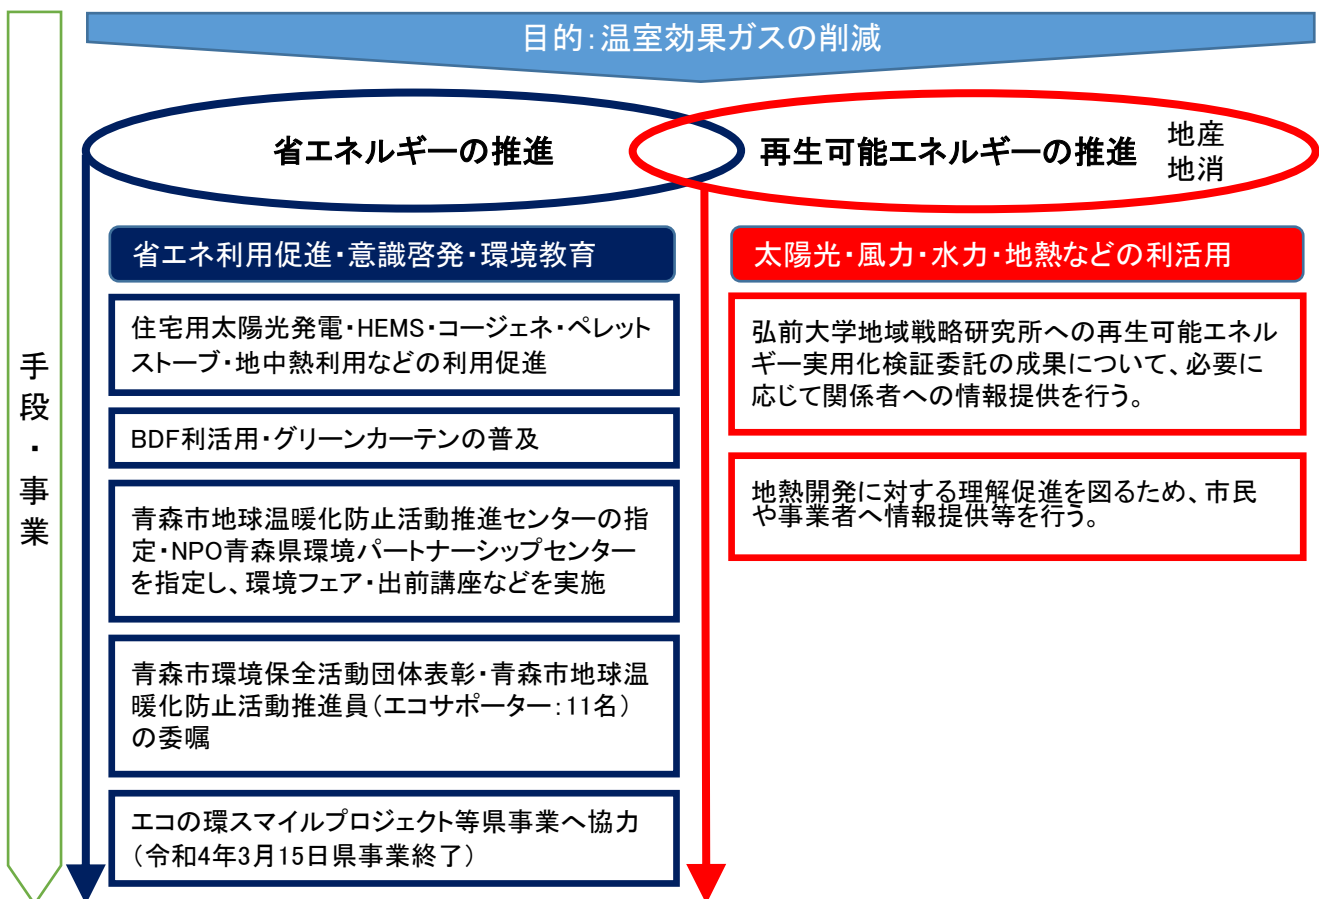 目的：温室効果ガスの削減
省エネルギーの推進
再生可能エネルギーの推進
地産
地消
手段・事業
省エネ利用促進・意識啓発・環境教育
住宅用太陽光発電・HEMS・コージェネ・ペレット
ストーブ・地中熱利用などの利用促進
BDF利活用・グリーンカーテンの普及
青森市地球温暖化防止活動推進センターの指
定・NPO青森県環境パートナーシップセンター
を指定し、環境フェア・出前講座などを実施
青森市環境保全活動団体表彰・青森市地球温
暖化防止活動推進員（エコサポーター：11名）
の委嘱
エコの環スマイルプロジェクト等県事業へ協力
（令和4年3月15日県事業終了）
太陽光・風力・水力・地熱などの利活用
弘前大学地域戦略研究所への再生可能エネル
ギー実用化検証委託の成果について、必要に
応じて関係者への情報提供を行う。
地熱開発に対する理解促進を図るため、市民
や事業者へ情報提供等を行う。